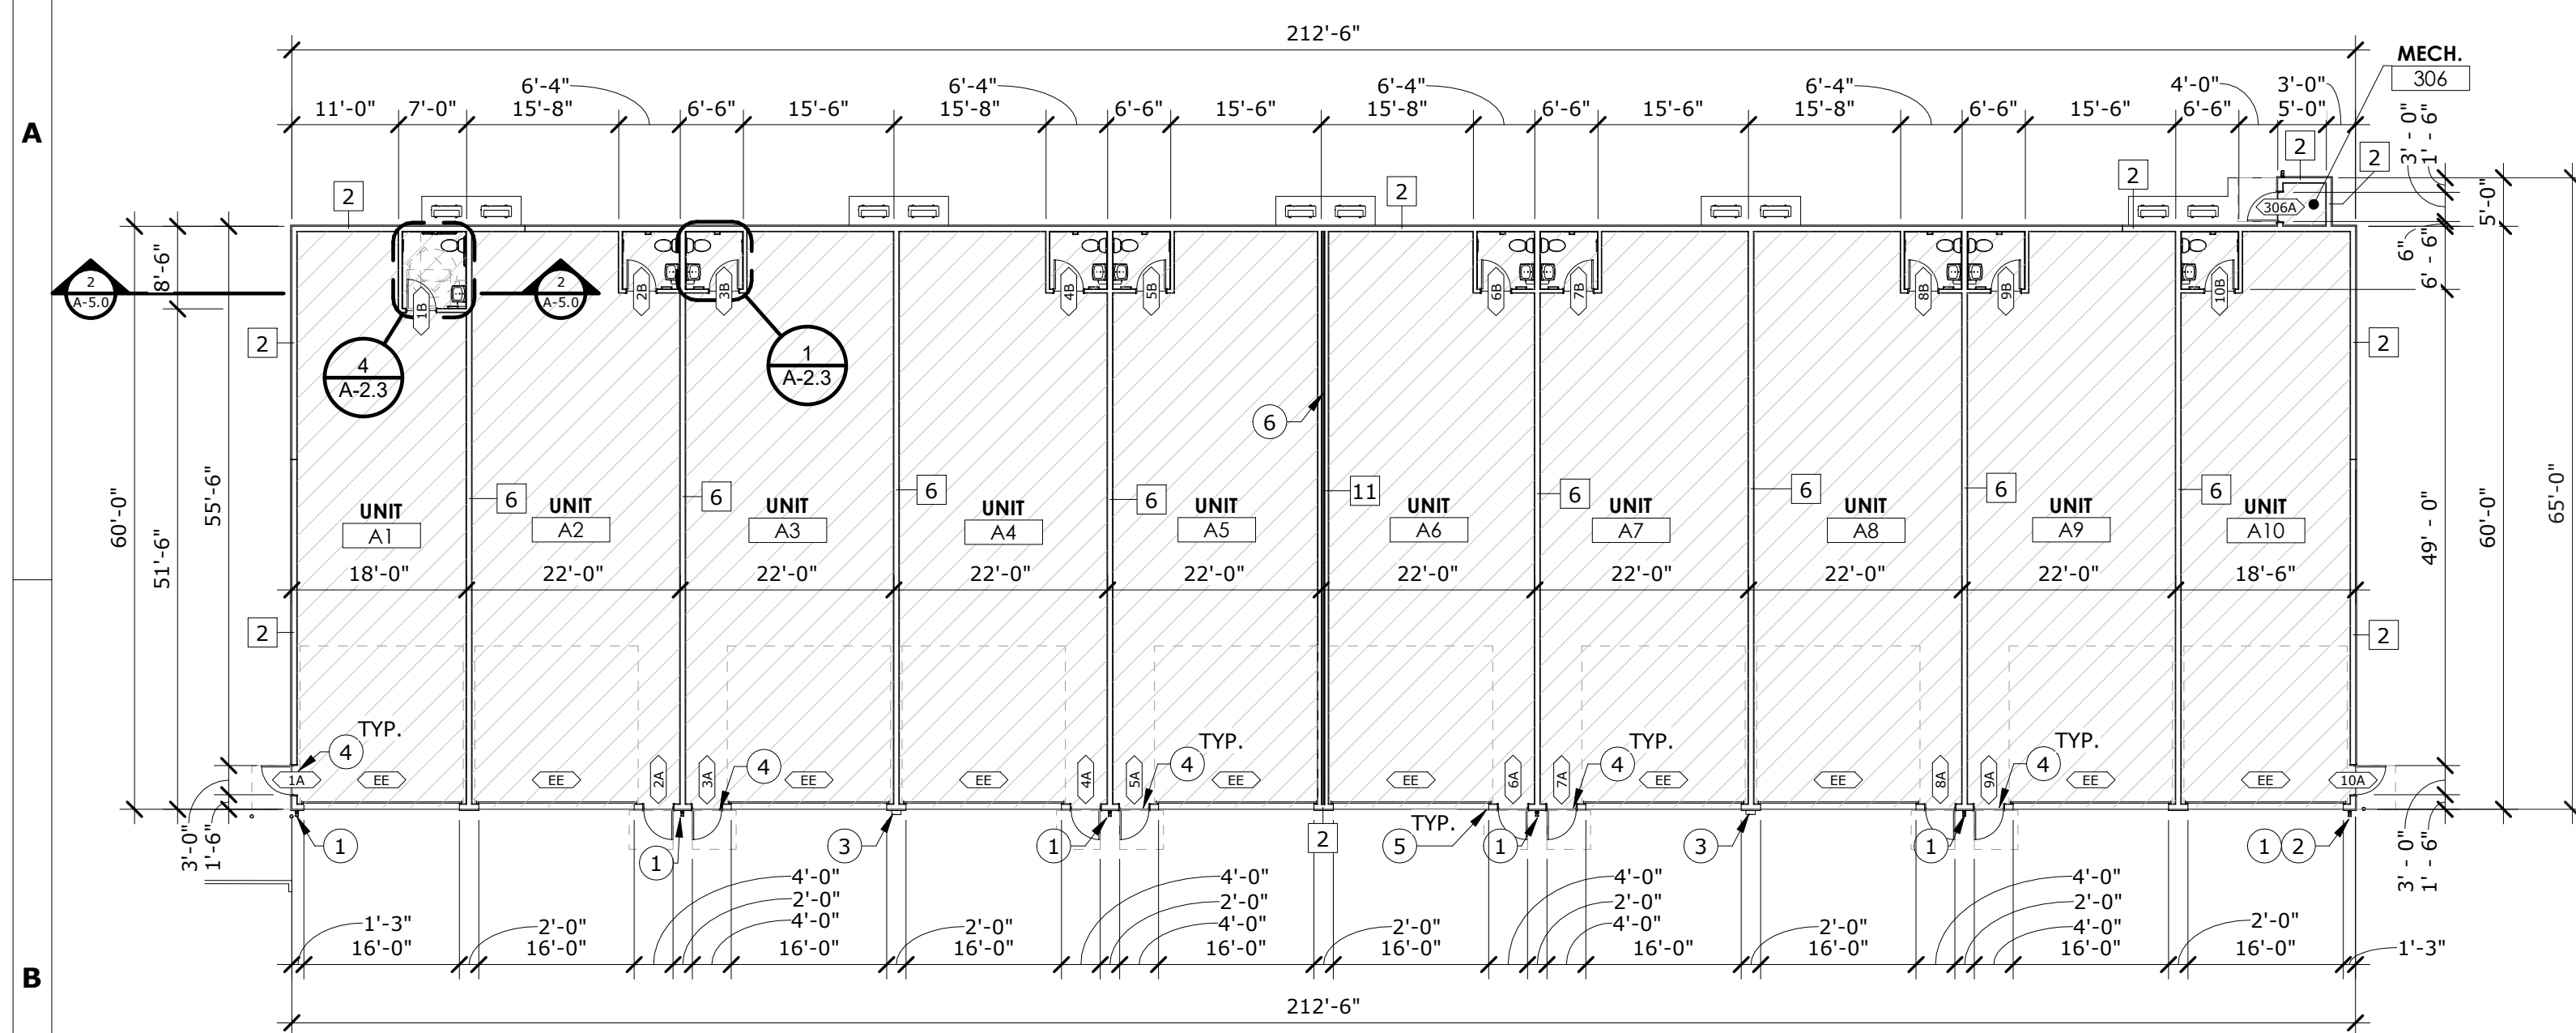 212'-6"
MECH.
306
6'-4"
6'-4"
6'-4"
6'-4"
4'-0"
3'-0"
11'-0"
7'-0"
15'-8"
6'-6"
15'-6"
15'-8"
6'-6"
15'-6"
15'-8"
6'-6"
15'-6"
15'-8"
6'-6"
15'-6"
6'-6"
5'-0"
A
3' - 0"
1' - 6"
2
2
2
2
2
306A
5'-0"
6"
6' - 6"
8'-6"
2
A-5.0
2
A-5.0
1B
2B
3B
4B
5B
6B
7B
8B
9B
10B
2
2
4
A-2.3
1
A-2.3
6
60'-0"
51'-6"
55'-6"
49' - 0"
60'-0"
65'-0"
6
6
6
6
11
6
6
6
6
UNIT
A1
UNIT
A2
UNIT
A3
UNIT
A4
UNIT
A5
UNIT
A6
UNIT
A7
UNIT
A8
UNIT
A9
UNIT
A10
18'-0"
22'-0"
22'-0"
22'-0"
22'-0"
22'-0"
22'-0"
22'-0"
22'-0"
18'-6"
2
2
TYP.
4
4
TYP.
4
TYP.
4
TYP.
4
1A
EE
EE
2A
3A
EE
EE
4A
5A
EE
EE
6A
7A
EE
EE
8A
9A
EE
EE
10A
3'-0"
1'-6"
1
1
3
1
2
TYP.
5
1
3
1
1
2
3' - 0"
1' - 6"
4'-0"
2'-0"
4'-0"
4'-0"
2'-0"
4'-0"
4'-0"
2'-0"
4'-0"
4'-0"
2'-0"
4'-0"
1'-3"
2'-0"
2'-0"
2'-0"
2'-0"
2'-0"
16'-0"
16'-0"
16'-0"
16'-0"
16'-0"
16'-0"
16'-0"
16'-0"
16'-0"
16'-0"
1'-3"
B
212'-6"